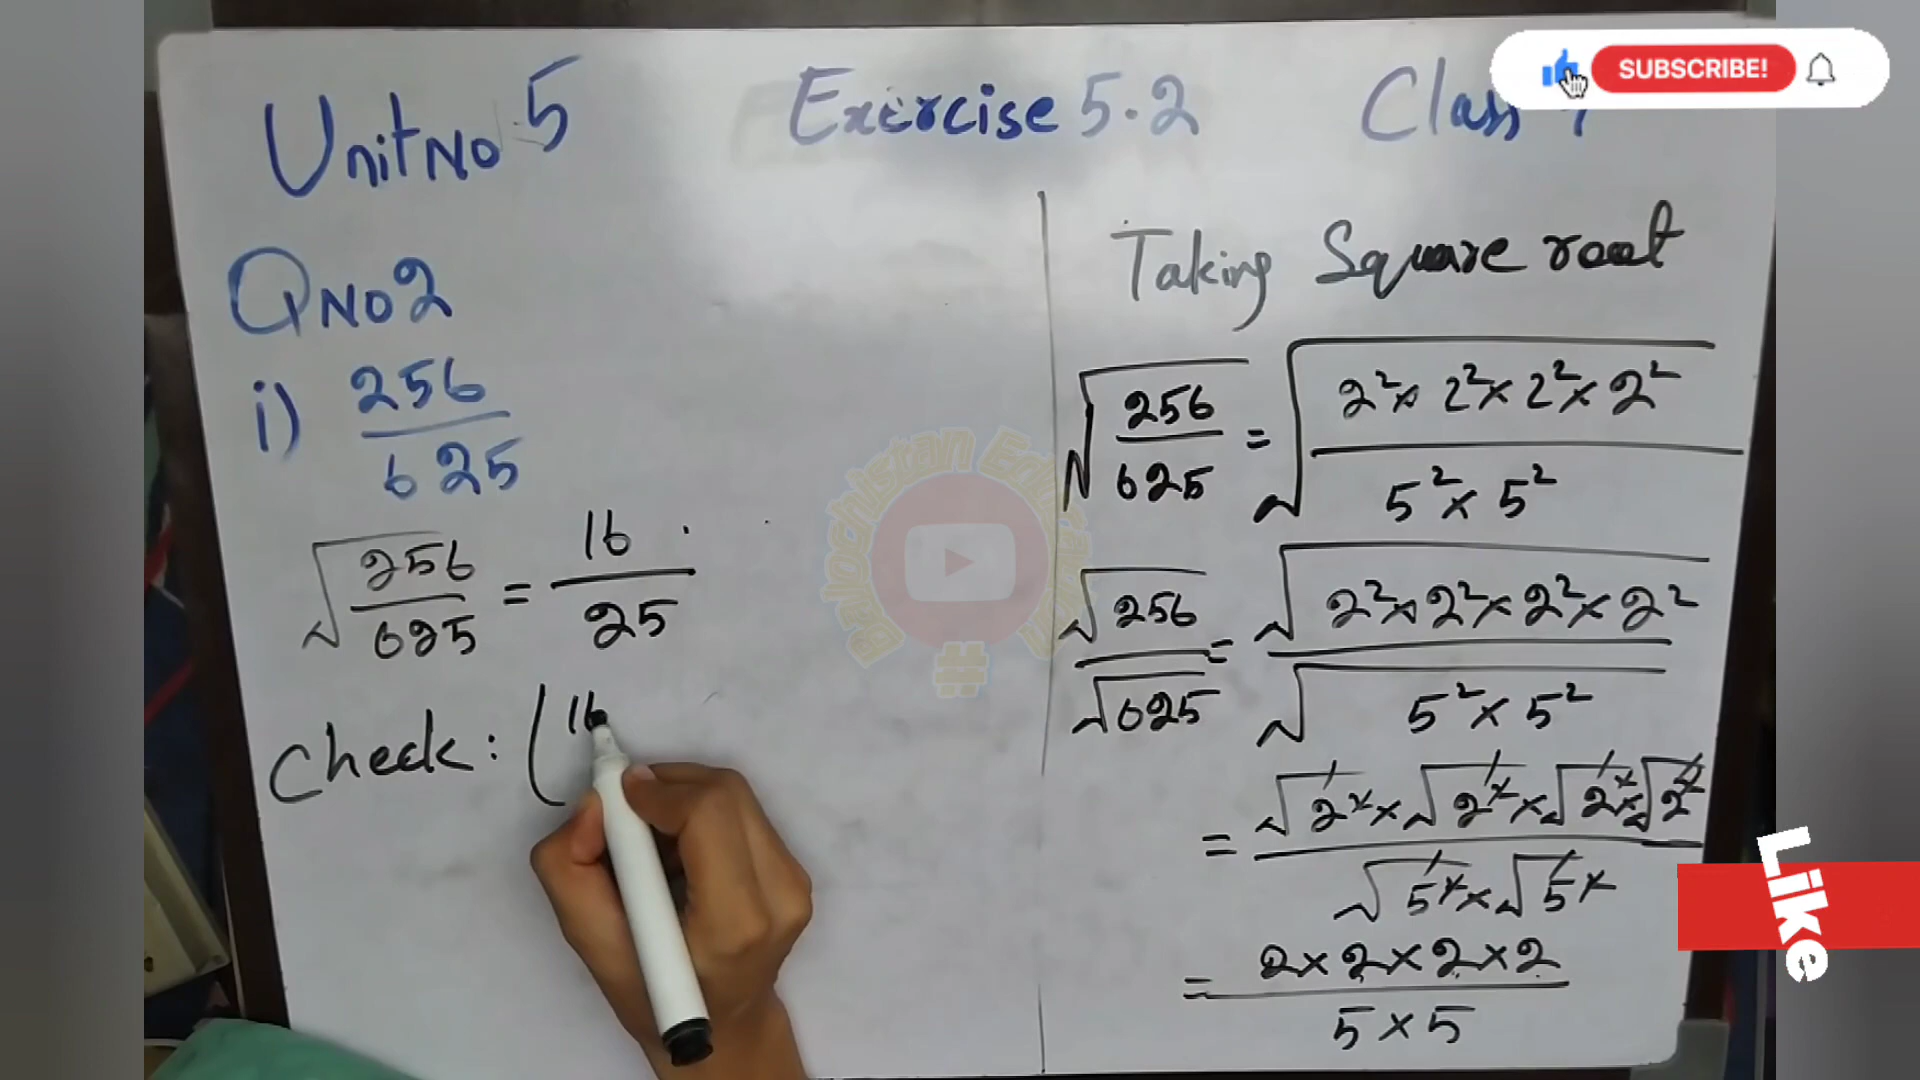 Unit No 5 Exercise 5.2 Class
SUBSCRIBE!
Q No 2
i) 256/625
√(256/625) = 16/25
Check: (16
Taking Square root
√(256/625) = √((2²×2²×2²×2²)/(5²×5²))
√256/√625 = √(2²×2²×2²×2²)/√(5²×5²)
= (√2²×√2²×√2²×√2²)/(√5²×√5²)
= (2×2×2×2)/(5×5)
Like
#